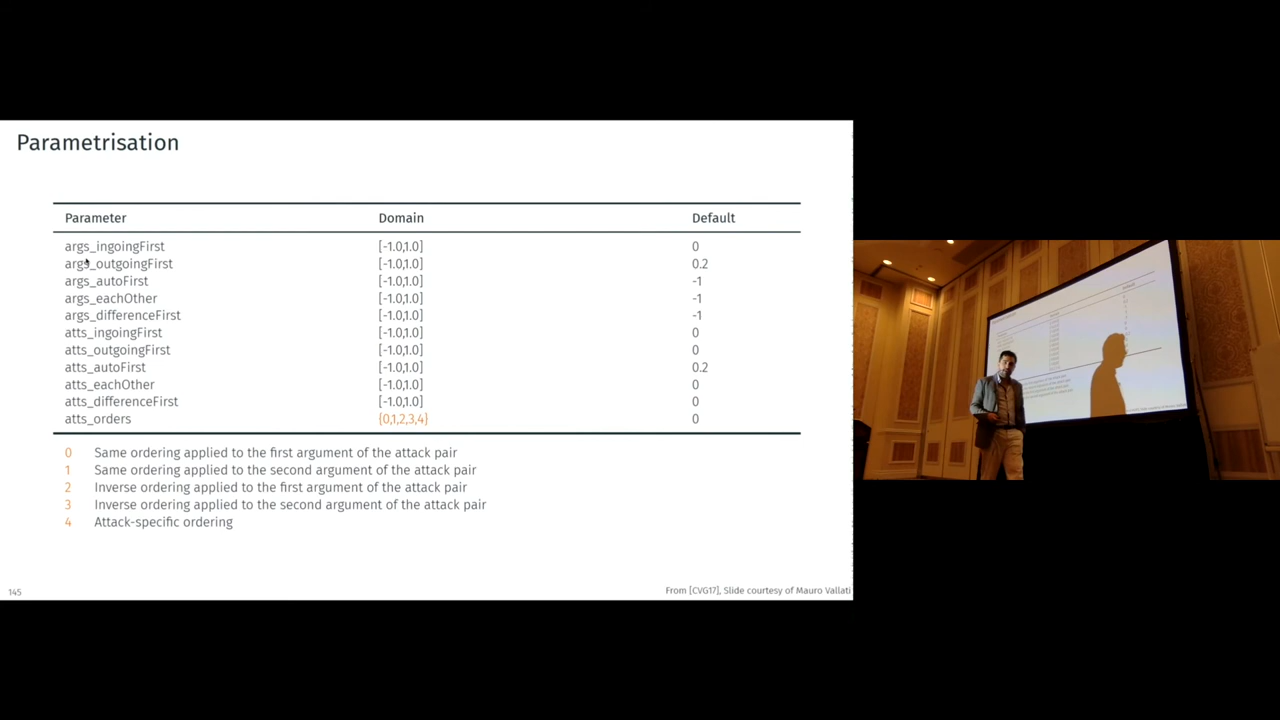 Parametrisation
Parameter Domain Default
args_ingoingFirst [-1.0,1.0] 0
args_outgoingFirst [-1.0,1.0] 0.2
args_autoFirst [-1.0,1.0] -1
args_eachOther [-1.0,1.0] -1
args_differenceFirst [-1.0,1.0] -1
atts_ingoingFirst [-1.0,1.0] 0
atts_outgoingFirst [-1.0,1.0] 0
atts_autoFirst [-1.0,1.0] 0.2
atts_eachOther [-1.0,1.0] 0
atts_differenceFirst [-1.0,1.0] 0
atts_orders {0,1,2,3,4} 0
0 Same ordering applied to the first argument of the attack pair
1 Same ordering applied to the second argument of the attack pair
2 Inverse ordering applied to the first argument of the attack pair
3 Inverse ordering applied to the second argument of the attack pair
4 Attack-specific ordering
145
From [CVG17], Slide courtesy of Mauro Vallati